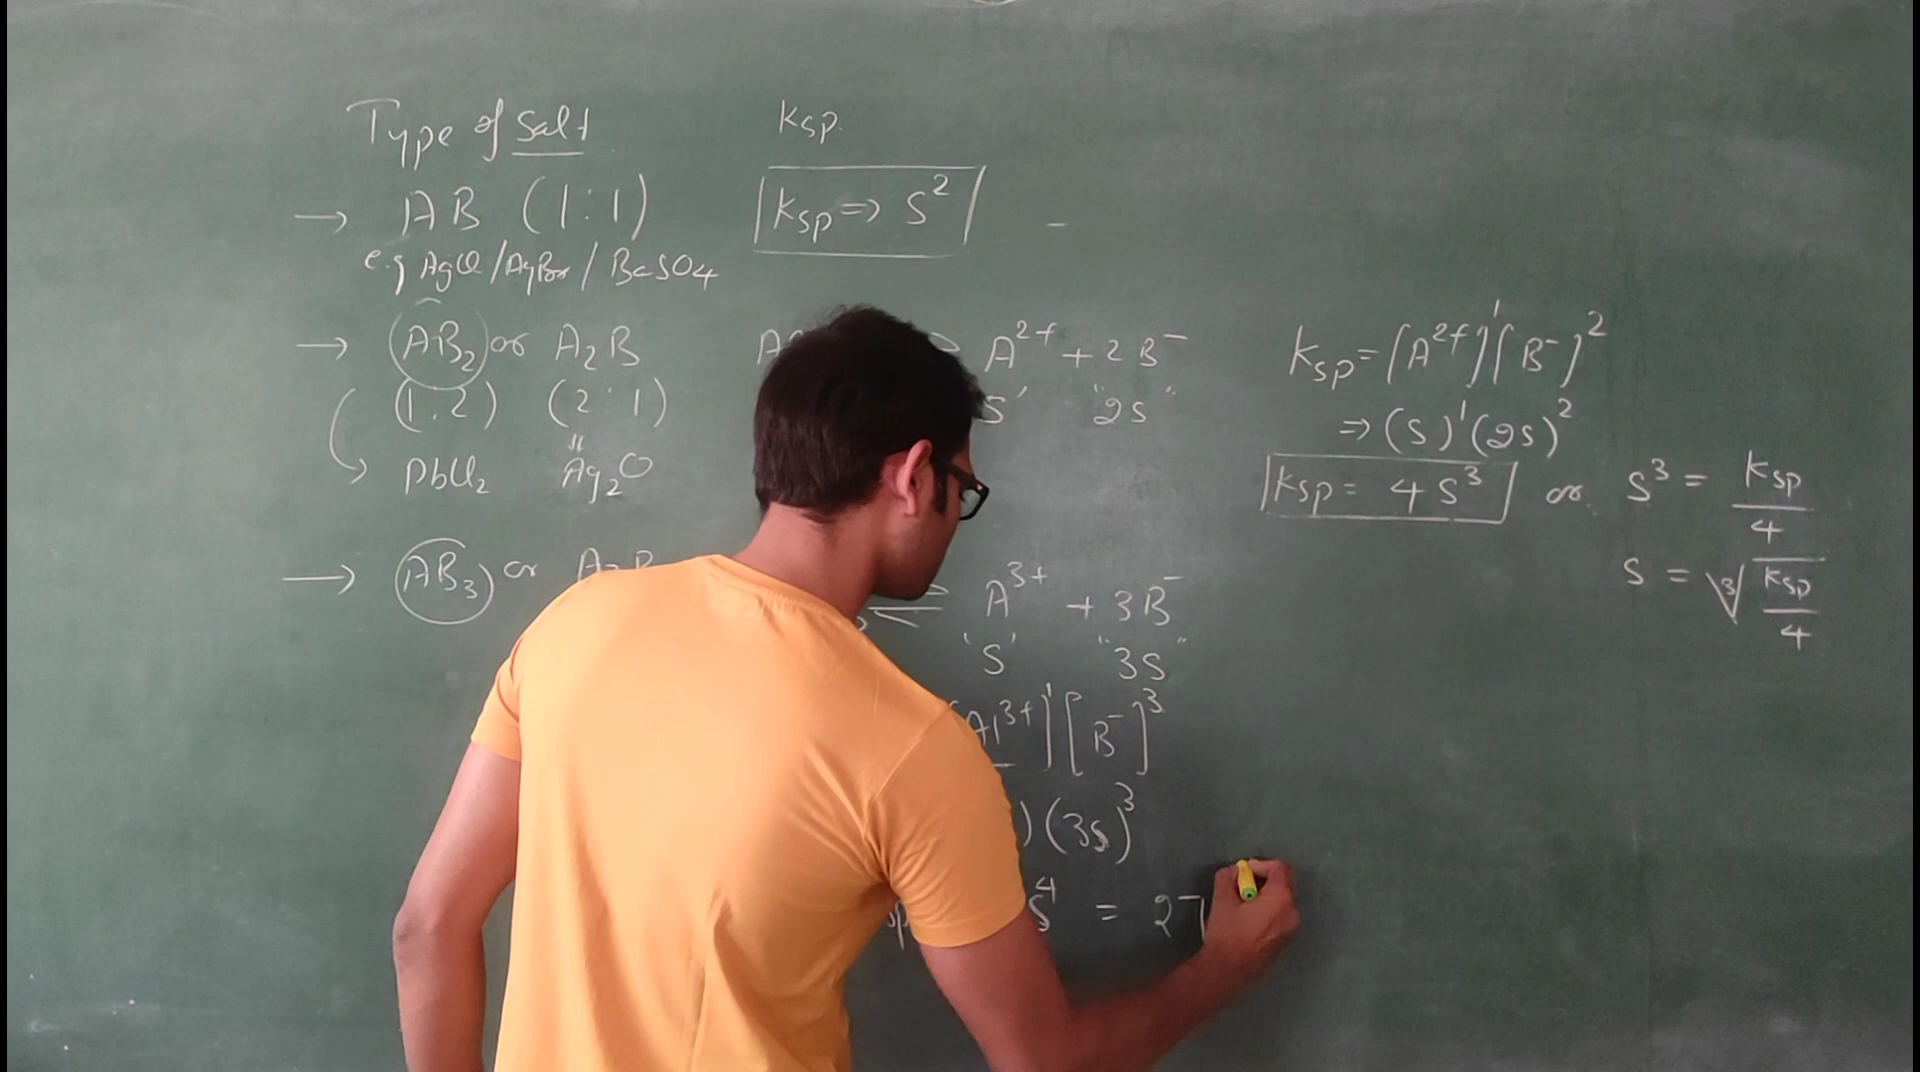 Type of Salt Ksp.
→ AB (1:1) Ksp => S²
e.g AgCl / AgBr / BaSO4
→ AB2 or A2B A²⁺ + 2B⁻
(1:2) (2:1) S' "2S"
PbCl2 Ag2O
Ksp = [A²⁺]¹[B⁻]²
=> (S)¹(2S)²
Ksp = 4S³ or S³ = Ksp/4
S = ∛(Ksp/4)
→ AB3 or ⇌ A³⁺ + 3B⁻
'S' "3S"
3+]¹[B⁻]³
)(3S)³
sp S⁴ = 27